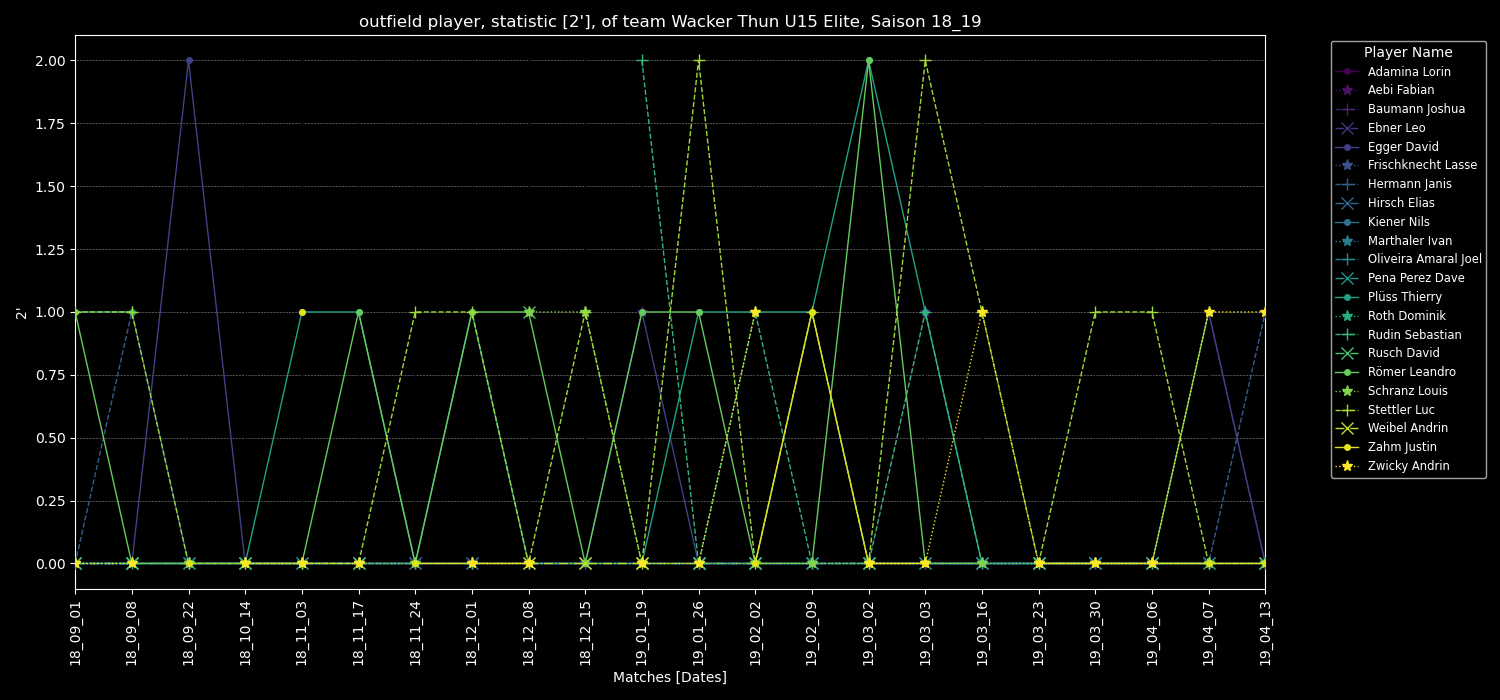 outfield player, statistic [2'], of team Wacker Thun U15 Elite, Saison 18_19
2.00
1.75
1.50
1.25
1.00
0.75
0.50
0.25
0.00
2'
18_09_01
18_09_08
18_09_22
18_10_14
18_11_03
18_11_17
18_11_24
18_12_01
18_12_08
18_12_15
19_01_19
19_01_26
19_02_02
19_02_09
19_03_02
19_03_03
19_03_16
19_03_23
19_03_30
19_04_06
19_04_07
19_04_13
Matches [Dates]
Player Name
Adamina Lorin
Aebi Fabian
Baumann Joshua
Ebner Leo
Egger David
Frischknecht Lasse
Hermann Janis
Hirsch Elias
Kiener Nils
Marthaler Ivan
Oliveira Amaral Joel
Pena Perez Dave
Plüss Thierry
Roth Dominik
Rudin Sebastian
Rusch David
Römer Leandro
Schranz Louis
Stettler Luc
Weibel Andrin
Zahm Justin
Zwicky Andrin